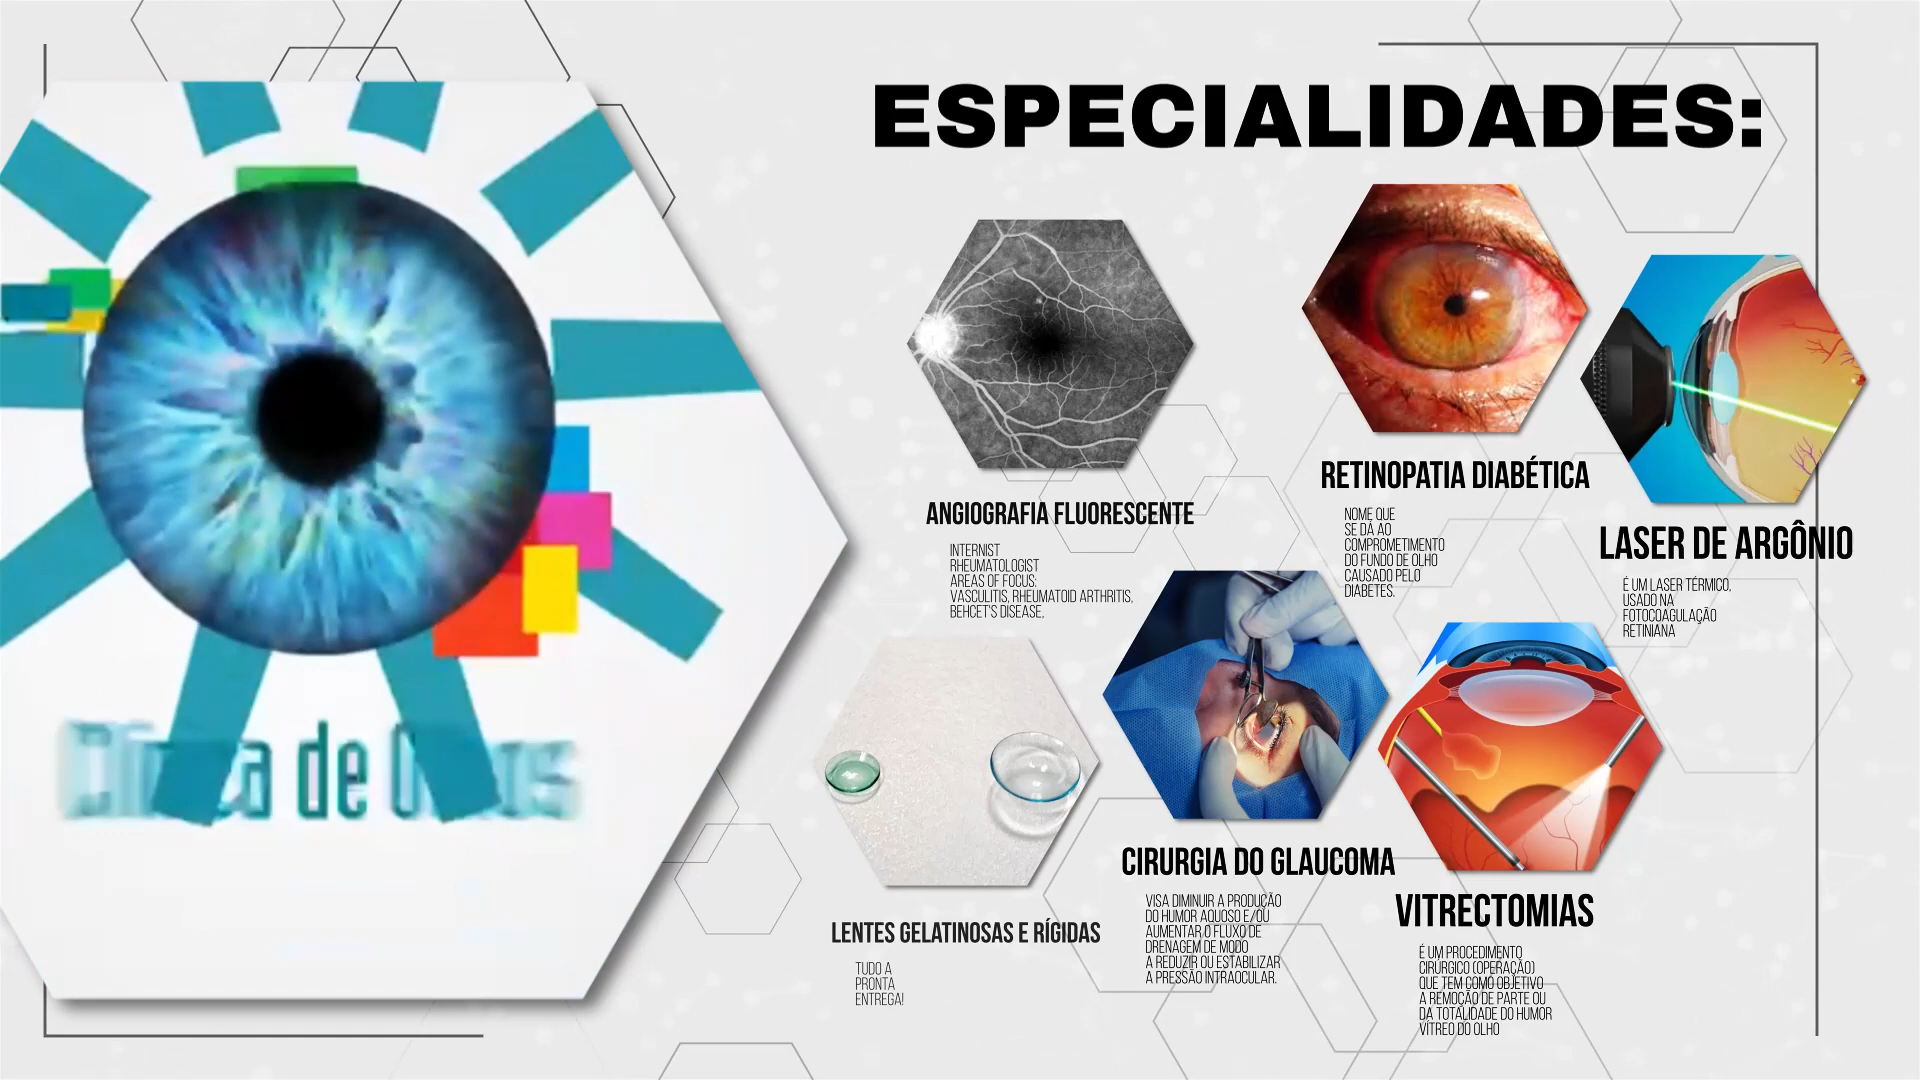 ESPECIALIDADES:
ANGIOGRAFIA FLUORESCENTE
INTERNIST
RHEUMATOLOGIST
AREAS OF FOCUS:
VASCULITIS, RHEUMATOID ARTHRITIS,
BEHCET'S DISEASE,
RETINOPATIA DIABÉTICA
NOME QUE
SE DÁ AO
COMPROMETIMENTO
DO FUNDO DE OLHO
CAUSADO PELO
DIABETES.
LASER DE ARGÔNIO
É UM LASER TÉRMICO,
USADO NA
FOTOCOAGULAÇÃO
RETINIANA
LENTES GELATINOSAS E RÍGIDAS
TUDO A
PRONTA
ENTREGA!
CIRURGIA DO GLAUCOMA
VISA DIMINUIR A PRODUÇÃO
DO HUMOR AQUOSO E/OU
AUMENTAR O FLUXO DE
DRENAGEM DE MODO
A REDUZIR OU ESTABILIZAR
A PRESSÃO INTRAOCULAR.
VITRECTOMIAS
É UM PROCEDIMENTO
CIRÚRGICO (OPERAÇÃO)
QUE TEM COMO OBJETIVO
A REMOÇÃO DE PARTE OU
DA TOTALIDADE DO HUMOR
VÍTREO DO OLHO
de